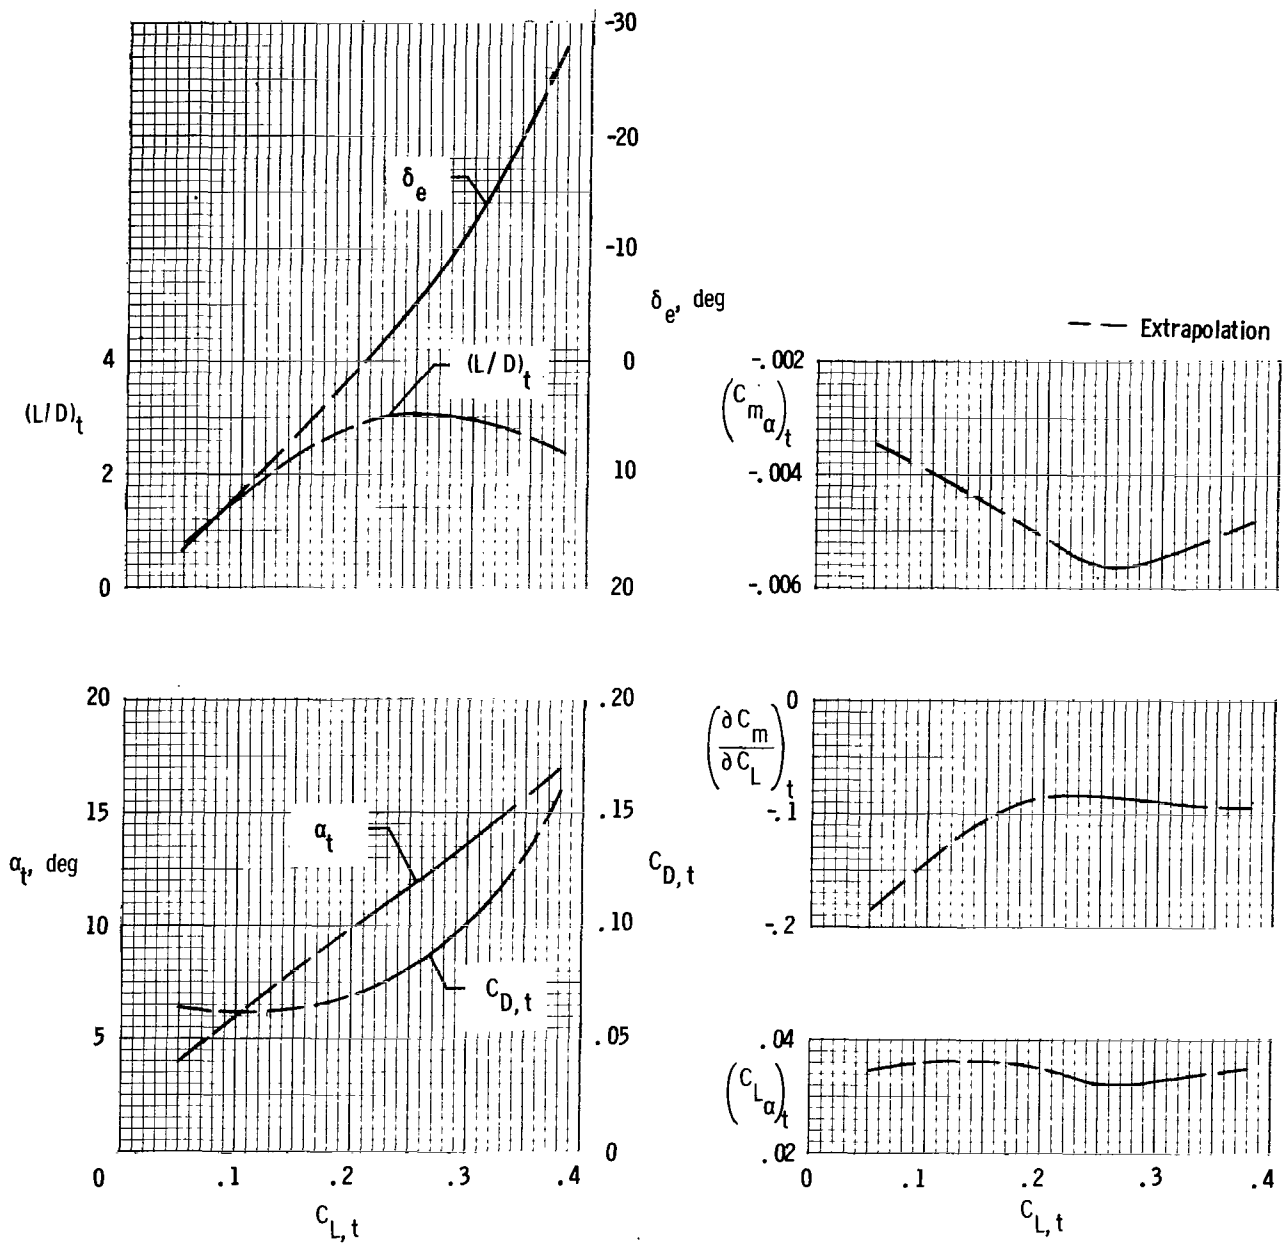 -30
-20
δe
-10
δe, deg
4
(L/D)t
0
(L/D)t
2
10
0
20
— — Extrapolation
-.002
(Cmα)t
-.004
-.006
20
.20
15
.15
αt
αt, deg
CD,t
10
.10
CD,t
5
.05
0
0
.1
.2
.3
.4
CL,t
0
(∂Cm/∂CL)t
-.1
-.2
.04
(CLα)t
.02
0
.1
.2
.3
.4
CL,t